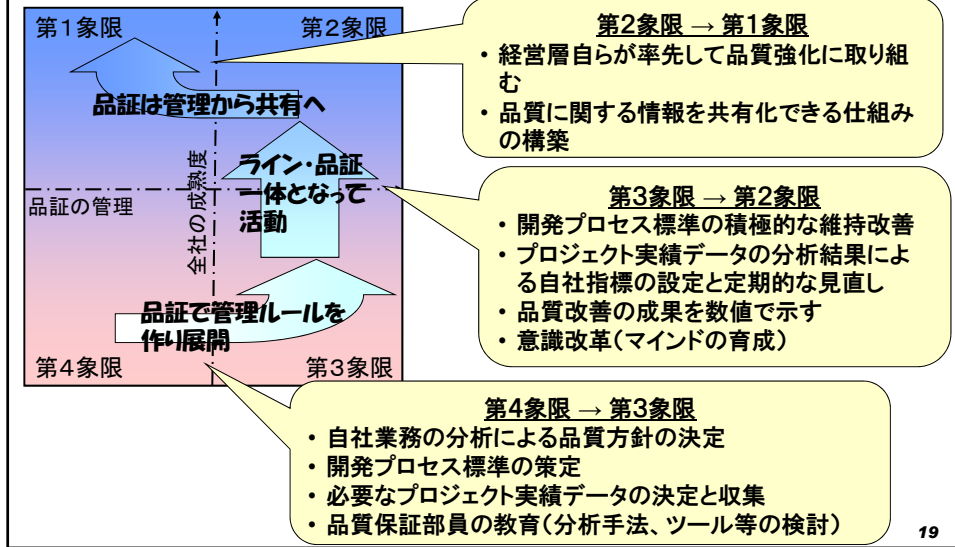 第1象限
第2象限
品証は管理から共有へ
ライン・品証
一体となって
活動
全社の成熟度
品証の管理
品証で管理ルールを
作り展開
第4象限
第3象限
第2象限 → 第1象限
・ 経営層自らが率先して品質強化に取り組
む
・ 品質に関する情報を共有化できる仕組み
の構築
第3象限 → 第2象限
・ 開発プロセス標準の積極的な維持改善
・ プロジェクト実績データの分析結果によ
る自社指標の設定と定期的な見直し
・ 品質改善の成果を数値で示す
・ 意識改革(マインドの育成)
第4象限 → 第3象限
・ 自社業務の分析による品質方針の決定
・ 開発プロセス標準の策定
・ 必要なプロジェクト実績データの決定と収集
・ 品質保証部員の教育(分析手法、ツール等の検討)
19